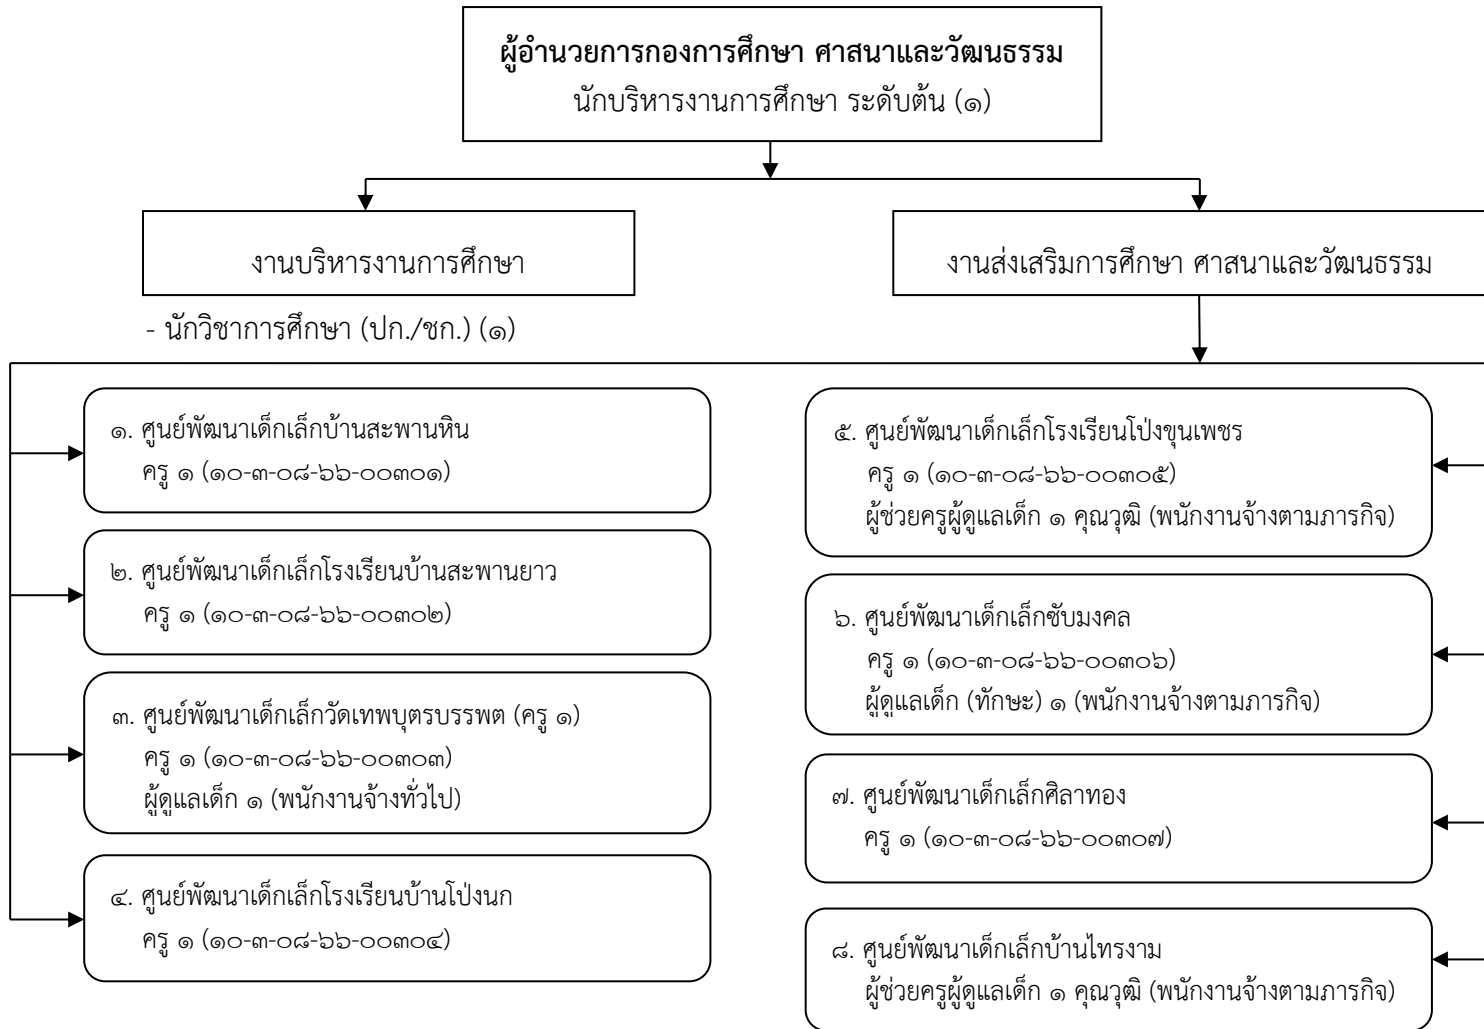 ผู้อำนวยการกองการศึกษา ศาสนาและวัฒนธรรม
นักบริหารงานการศึกษา ระดับต้น (๑)
งานบริหารงานการศึกษา
งานส่งเสริมการศึกษา ศาสนาและวัฒนธรรม
- นักวิชาการศึกษา (ปก./ชก.) (๑)
๑. ศูนย์พัฒนาเด็กเล็กบ้านสะพานหิน
ครู ๑ (๑๐-๓-๐๘-๖๖-๐๐๓๐๑)
๒. ศูนย์พัฒนาเด็กเล็กโรงเรียนบ้านสะพานยาว
ครู ๑ (๑๐-๓-๐๘-๖๖-๐๐๓๐๒)
๓. ศูนย์พัฒนาเด็กเล็กวัดเทพบุตรบรรพต (ครู ๑)
ครู ๑ (๑๐-๓-๐๘-๖๖-๐๐๓๐๓)
ผู้ดูแลเด็ก ๑ (พนักงานจ้างทั่วไป)
๔. ศูนย์พัฒนาเด็กเล็กโรงเรียนบ้านโป่งนก
ครู ๑ (๑๐-๓-๐๘-๖๖-๐๐๓๐๔)
๕. ศูนย์พัฒนาเด็กเล็กโรงเรียนโป่งขุนเพชร
ครู ๑ (๑๐-๓-๐๘-๖๖-๐๐๓๐๕)
ผู้ช่วยครูผู้ดูแลเด็ก ๑ คุณวุฒิ (พนักงานจ้างตามภารกิจ)
๖. ศูนย์พัฒนาเด็กเล็กซับมงคล
ครู ๑ (๑๐-๓-๐๘-๖๖-๐๐๓๐๖)
ผู้ดูแลเด็ก (ทักษะ) ๑ (พนักงานจ้างตามภารกิจ)
๗. ศูนย์พัฒนาเด็กเล็กศิลาทอง
ครู ๑ (๑๐-๓-๐๘-๖๖-๐๐๓๐๗)
๘. ศูนย์พัฒนาเด็กเล็กบ้านไทรงาม
ผู้ช่วยครูผู้ดูแลเด็ก ๑ คุณวุฒิ (พนักงานจ้างตามภารกิจ)